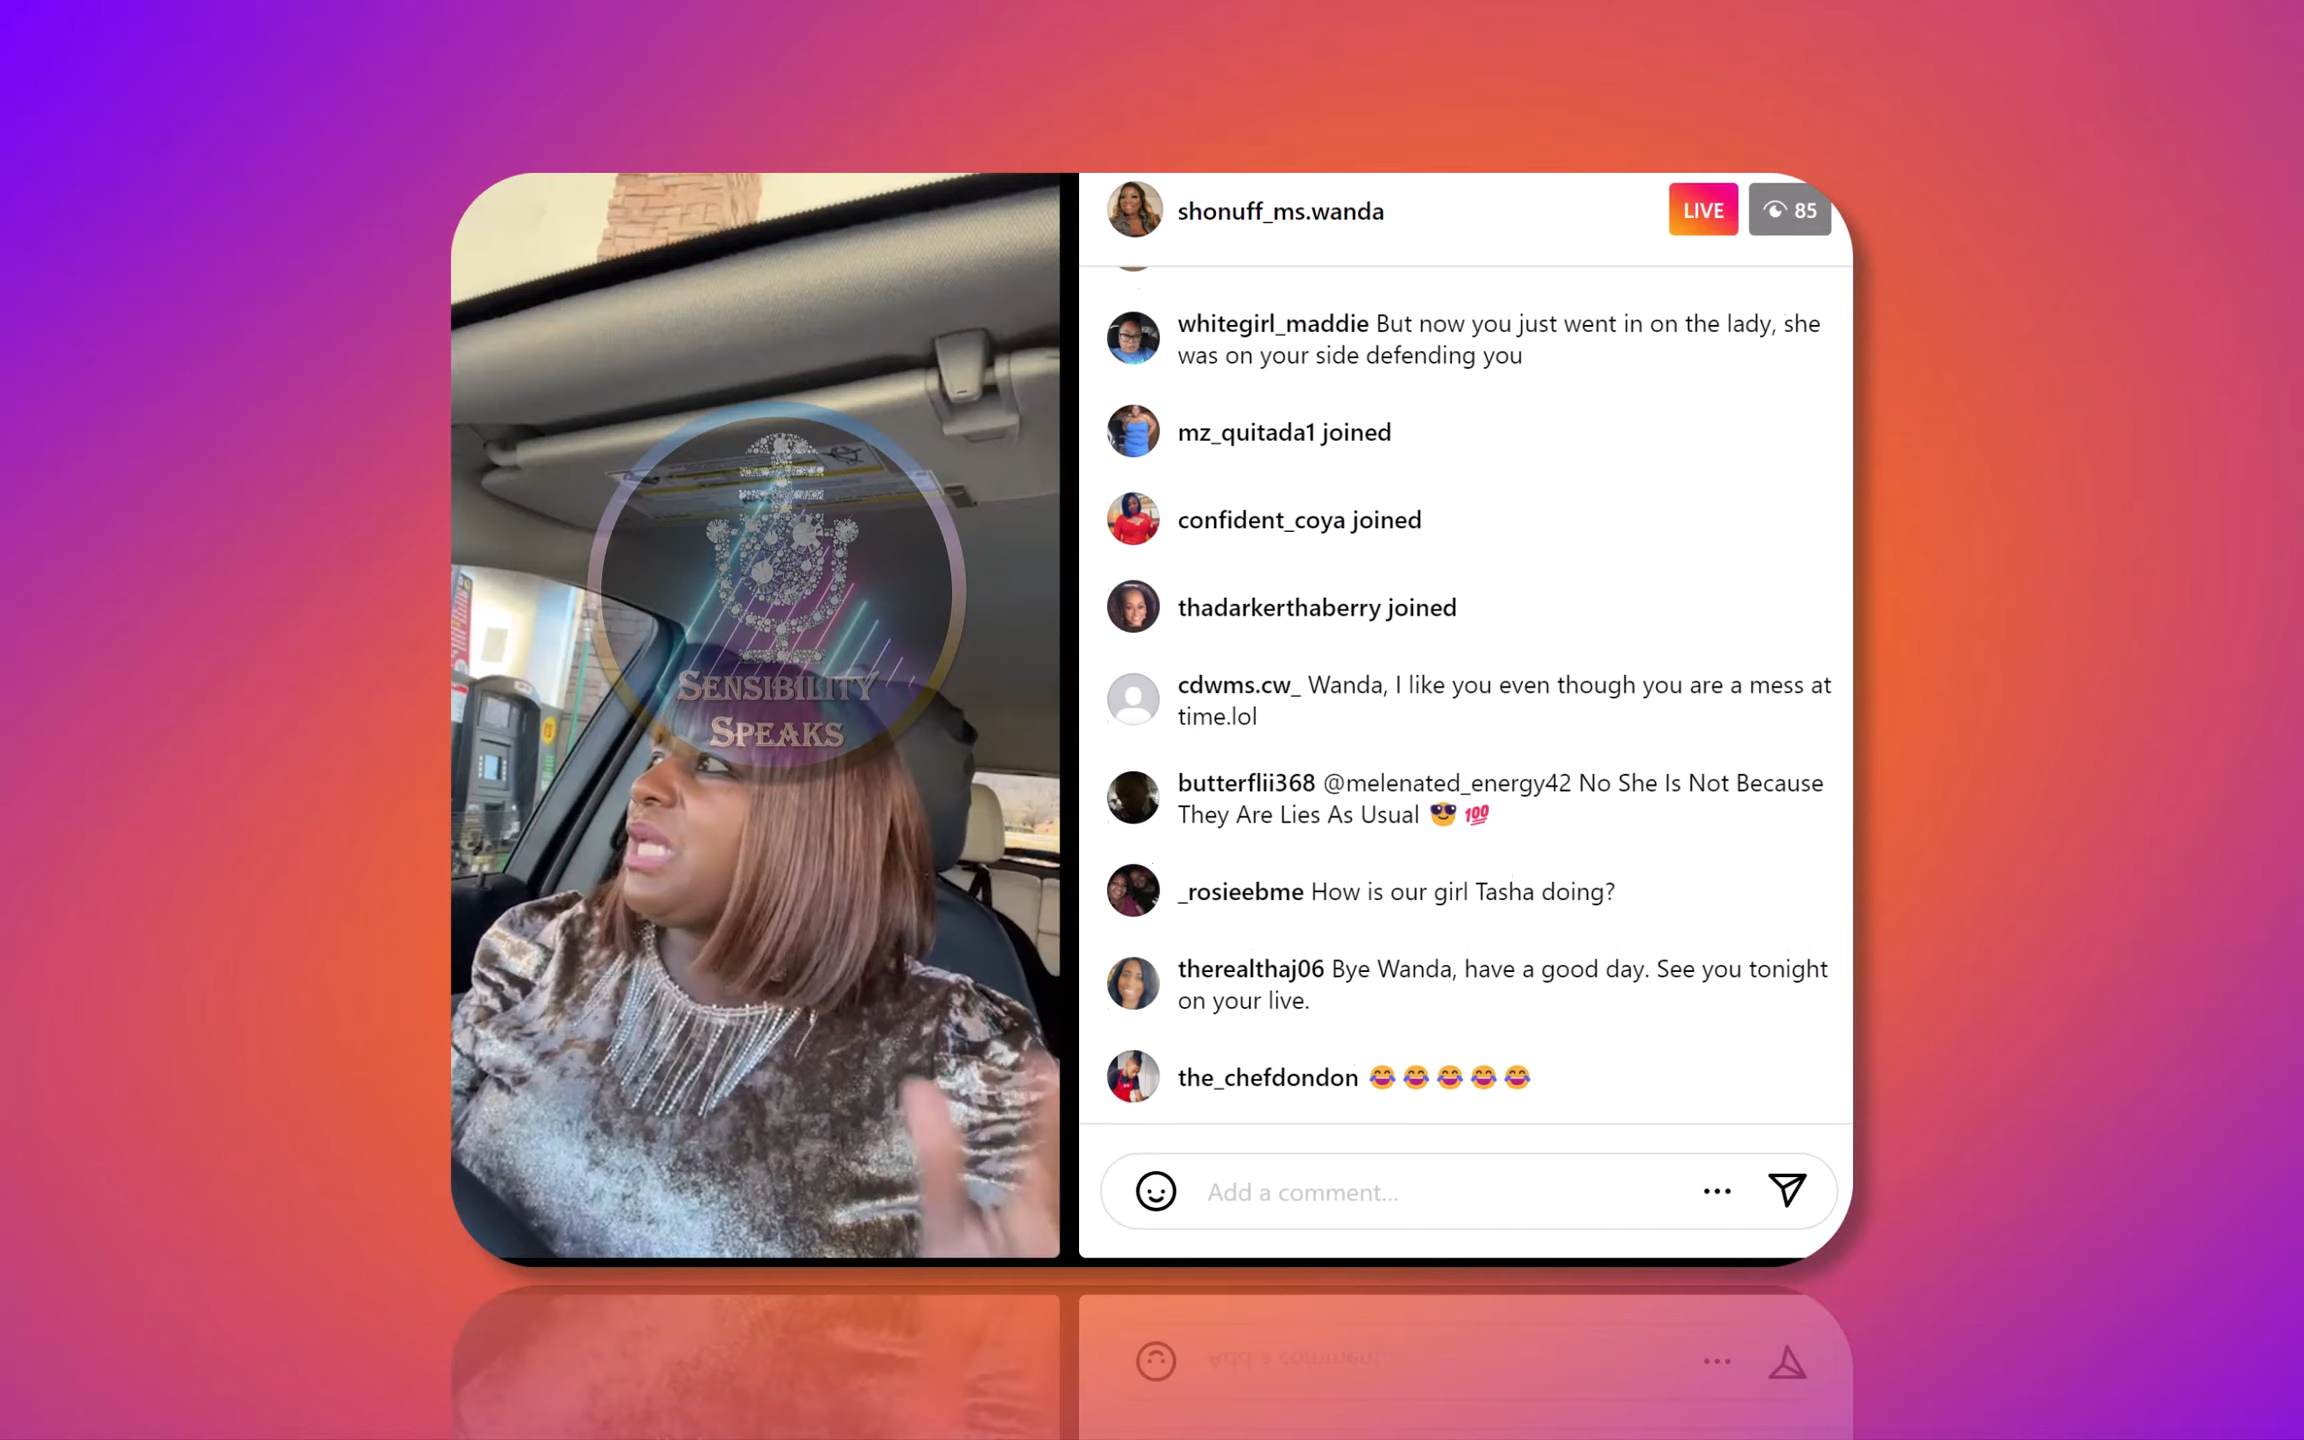 shonuff_ms.wanda
LIVE
85
whitegirl_maddie But now you just went in on the lady, she
was on your side defending you
mz_quitada1 joined
confident_coya joined
thadarkerthaberry joined
cdwms.cw_ Wanda, I like you even though you are a mess at
time.lol
butterflii368 @melenated_energy42 No She Is Not Because
They Are Lies As Usual 😎 💯
_rosieebme How is our girl Tasha doing?
therealthaj06 Bye Wanda, have a good day. See you tonight
on your live.
the_chefdondon 😂 😂 😂 😂 😂
Add a comment...
SENSIBILITY
SPEAKS